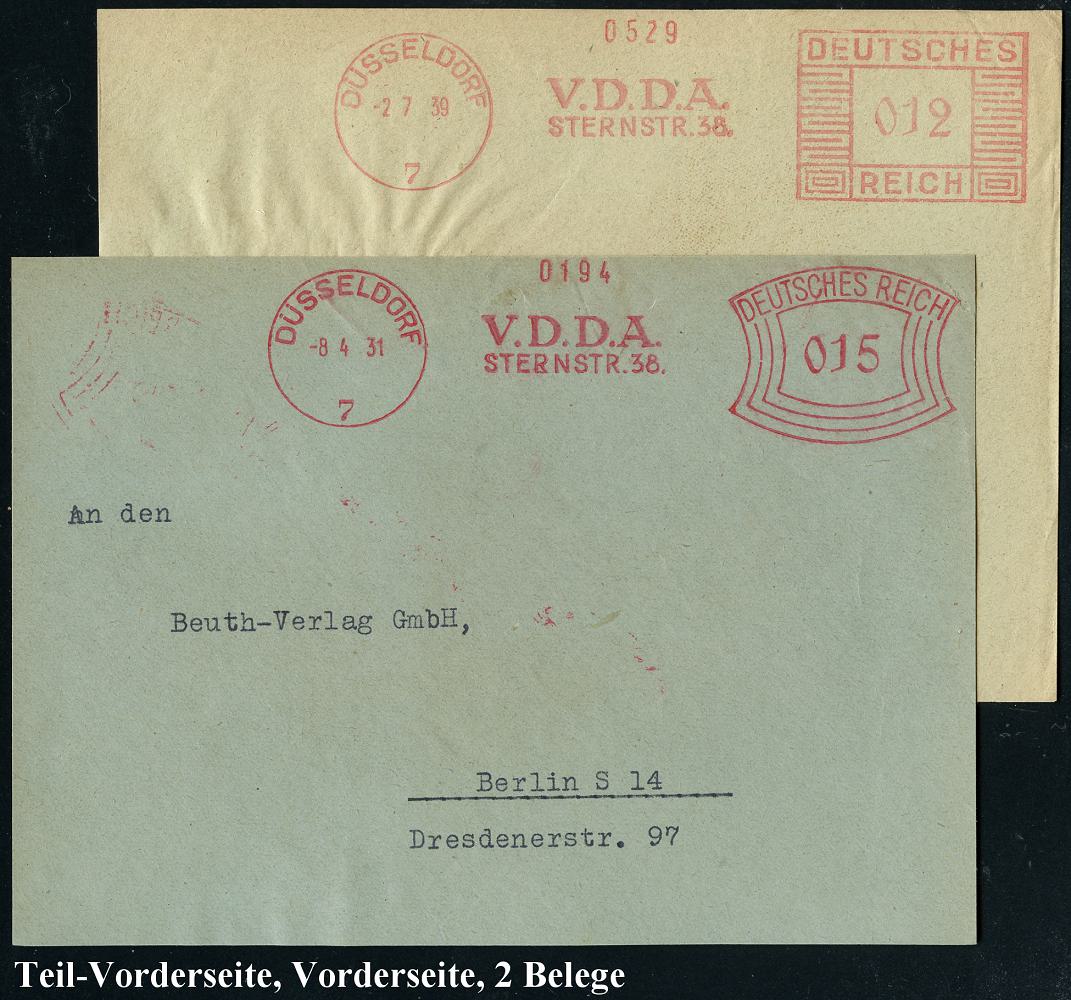 0529
DÜSSELDORF
-2 7 39
7
V.D.D.A.
STERNSTR.38.
DEUTSCHES
012
REICH
0194
DÜSSELDORF
-8 4 31
7
V.D.D.A.
STERNSTR.38.
DEUTSCHES REICH
015
An den
Beuth-Verlag GmbH,
Berlin S 14
Dresdenerstr. 97
Teil-Vorderseite, Vorderseite, 2 Belege